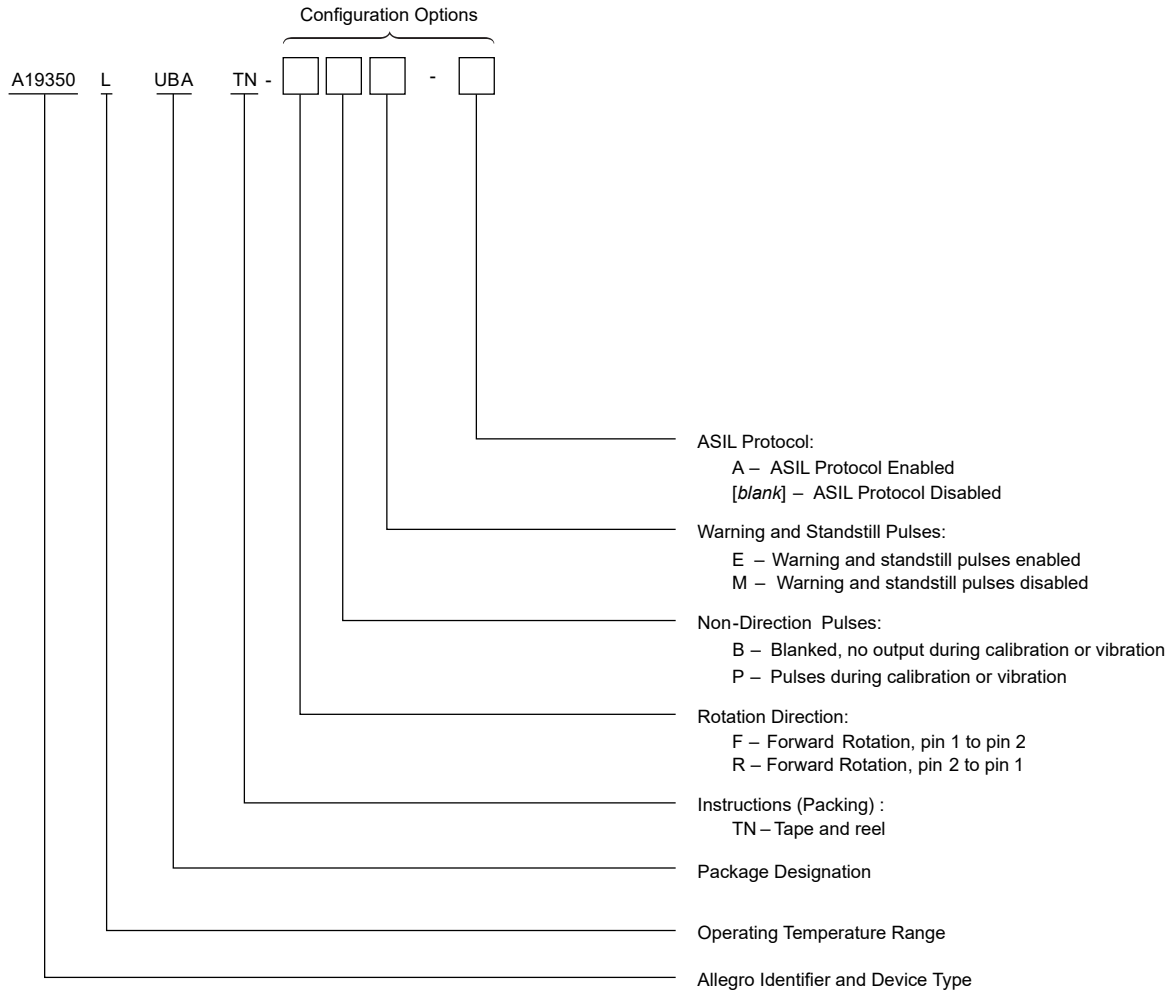 Configuration Options
A19350 L UBA TN - -
ASIL Protocol:
A – ASIL Protocol Enabled
[blank] – ASIL Protocol Disabled
Warning and Standstill Pulses:
E – Warning and standstill pulses enabled
M – Warning and standstill pulses disabled
Non-Direction Pulses:
B – Blanked, no output during calibration or vibration
P – Pulses during calibration or vibration
Rotation Direction:
F – Forward Rotation, pin 1 to pin 2
R – Forward Rotation, pin 2 to pin 1
Instructions (Packing) :
TN – Tape and reel
Package Designation
Operating Temperature Range
Allegro Identifier and Device Type